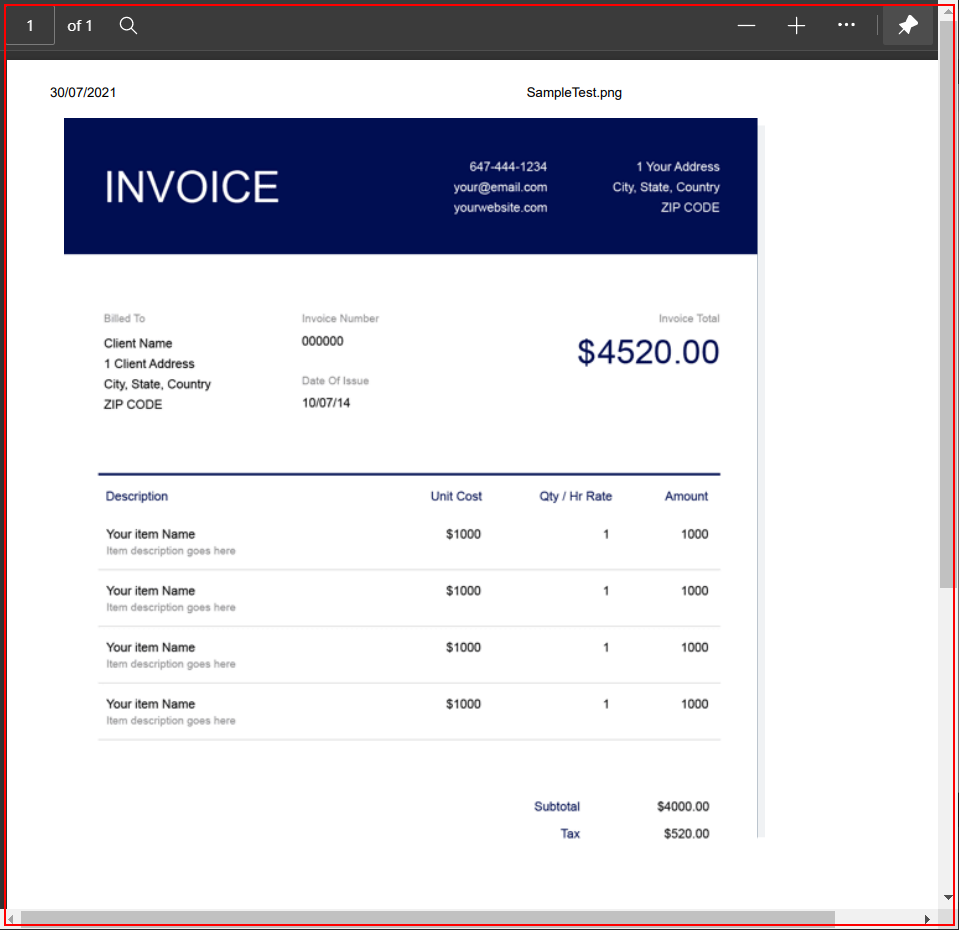 1 of 1
30/07/2021 SampleTest.png
INVOICE
647-444-1234
your@email.com
yourwebsite.com
1 Your Address
City, State, Country
ZIP CODE
Billed To
Client Name
1 Client Address
City, State, Country
ZIP CODE
Invoice Number
000000
Date Of Issue
10/07/14
Invoice Total
$4520.00
Description Unit Cost Qty / Hr Rate Amount
Your item Name $1000 1 1000
Item description goes here
Your item Name $1000 1 1000
Item description goes here
Your item Name $1000 1 1000
Item description goes here
Your item Name $1000 1 1000
Item description goes here
Subtotal $4000.00
Tax $520.00